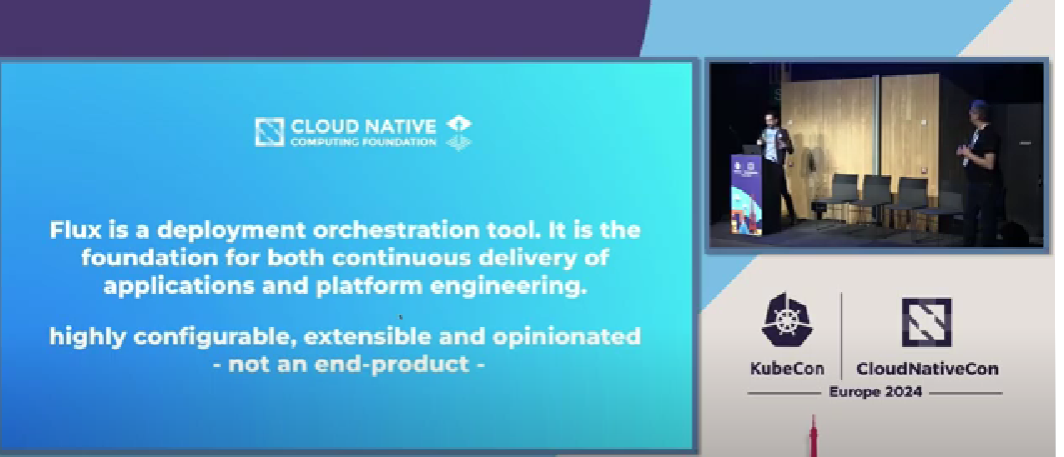 CLOUD NATIVE
COMPUTING FOUNDATION
Flux is a deployment orchestration tool. It is the
foundation for both continuous delivery of
applications and platform engineering.
highly configurable, extensible and opinionated
- not an end-product -
KubeCon
CloudNativeCon
Europe 2024